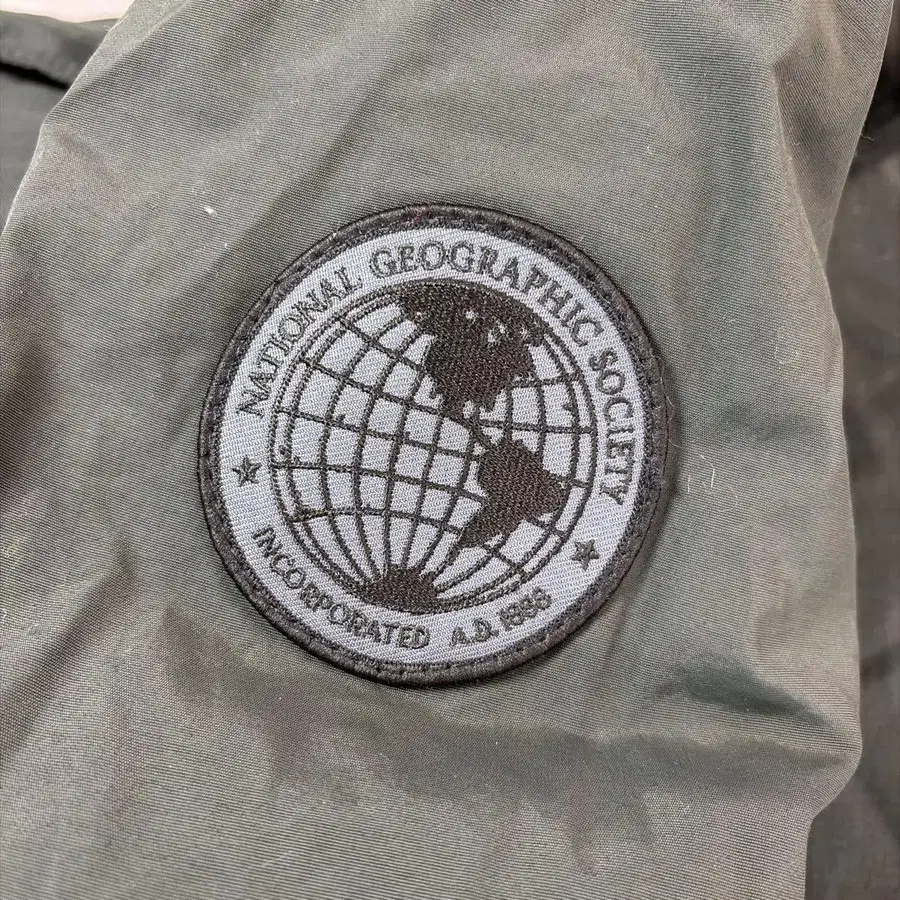 NATIONAL GEOGRAPHIC SOCIETY
INCORPORATED A.D. 1888